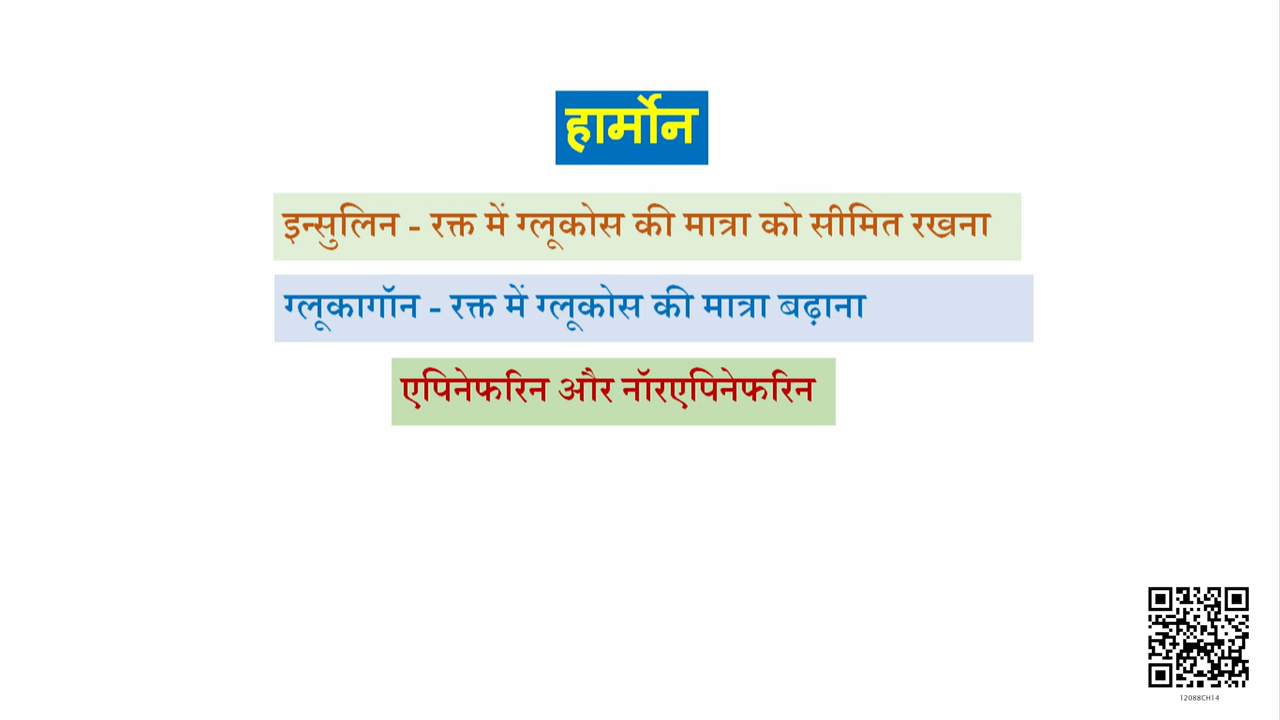 हार्मोन
इन्सुलिन - रक्त में ग्लूकोस की मात्रा को सीमित रखना
ग्लूकागॉन - रक्त में ग्लूकोस की मात्रा बढ़ाना
एपिनेफरिन और नॉरएपिनेफरिन
12088CH14